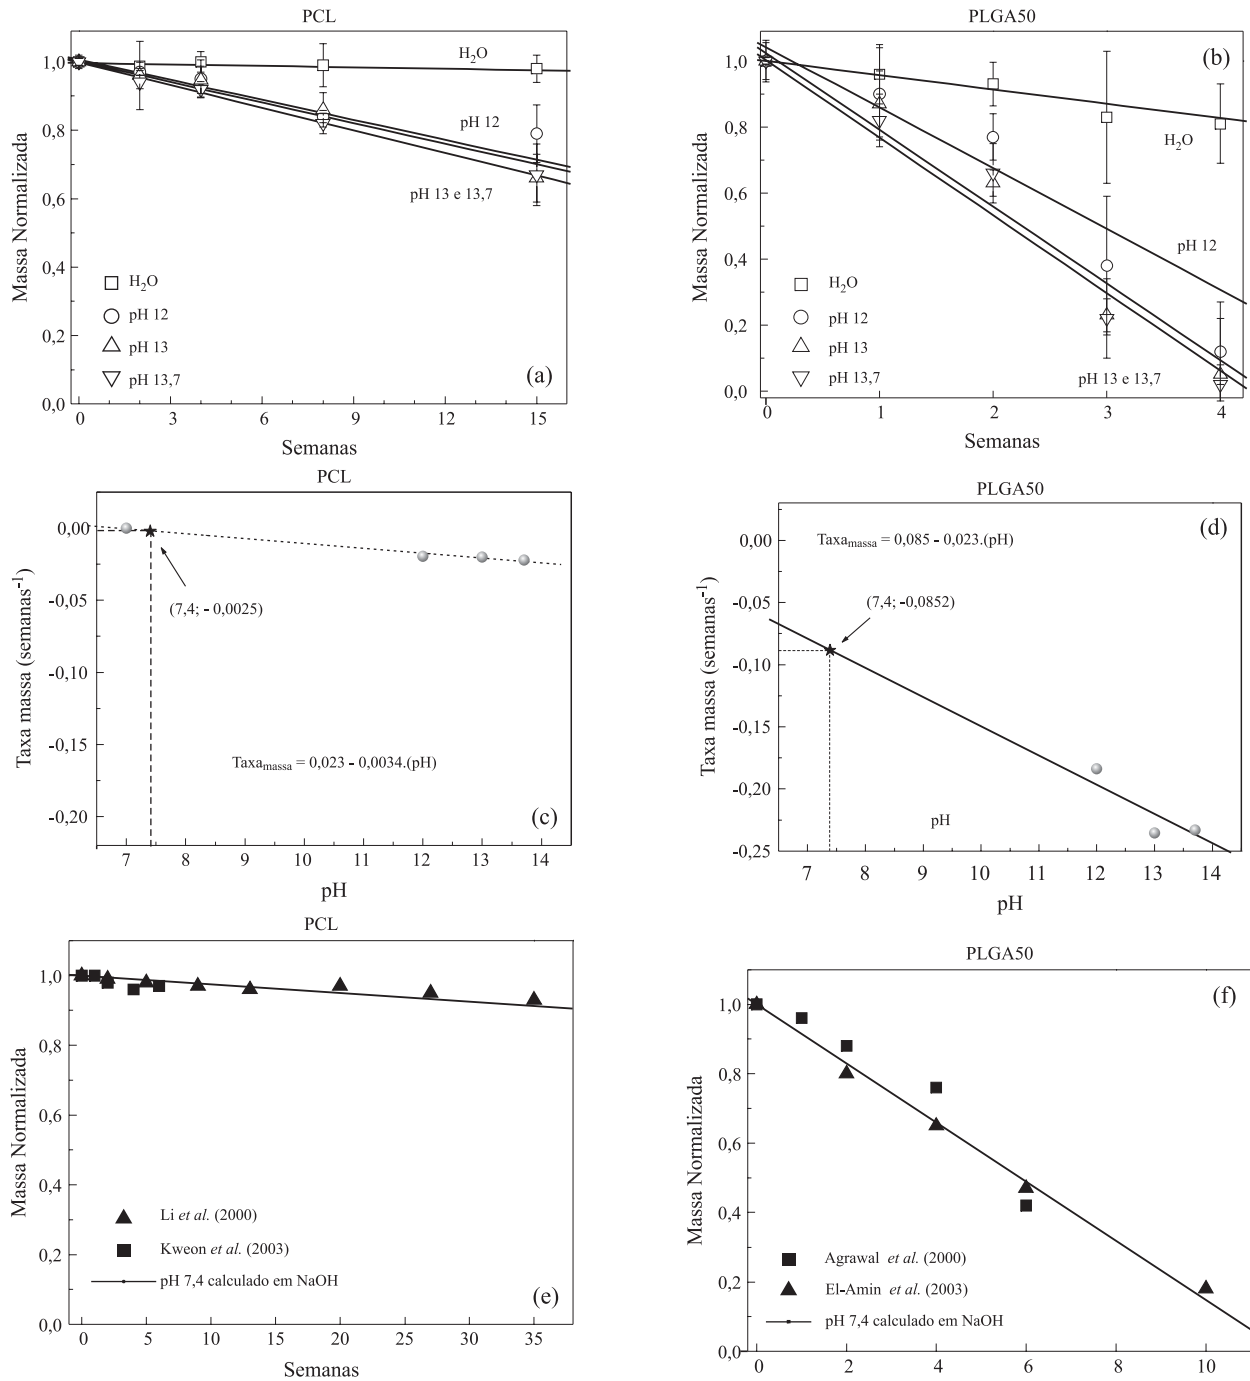 PCL
1,0
0,8
0,6
0,4
0,2
0,0
Massa Normalizada
H₂O
pH 12
pH 13 e 13,7
H₂O
pH 12
pH 13
pH 13,7
(a)
0 3 6 9 12 15
Semanas
PLGA50
1,0
0,8
0,6
0,4
0,2
0,0
Massa Normalizada
(b)
H₂O
pH 12
pH 13 e 13,7
H₂O
pH 12
pH 13
pH 13,7
0 1 2 3 4
Semanas
PCL
0,00
-0,05
-0,10
-0,15
-0,20
Taxa massa (semanas⁻¹)
(7,4; - 0,0025)
Taxamassa = 0,023 - 0,0034.(pH)
(c)
7 8 9 10 11 12 13 14
pH
PLGA50
0,00
-0,05
-0,10
-0,15
-0,20
-0,25
Taxa massa (semanas⁻¹)
Taxamassa = 0,085 - 0,023.(pH)
(d)
(7,4; -0,0852)
pH
7 8 9 10 11 12 13 14
pH
PCL
1,0
0,8
0,6
0,4
0,2
0,0
Massa Normalizada
Li et al. (2000)
Kweon et al. (2003)
pH 7,4 calculado em NaOH
(e)
0 5 10 15 20 25 30 35
Semanas
PLGA50
1,0
0,8
0,6
0,4
0,2
0,0
Massa Normalizada
(f)
Agrawal et al. (2000)
El-Amin et al. (2003)
pH 7,4 calculado em NaOH
0 2 4 6 8 10